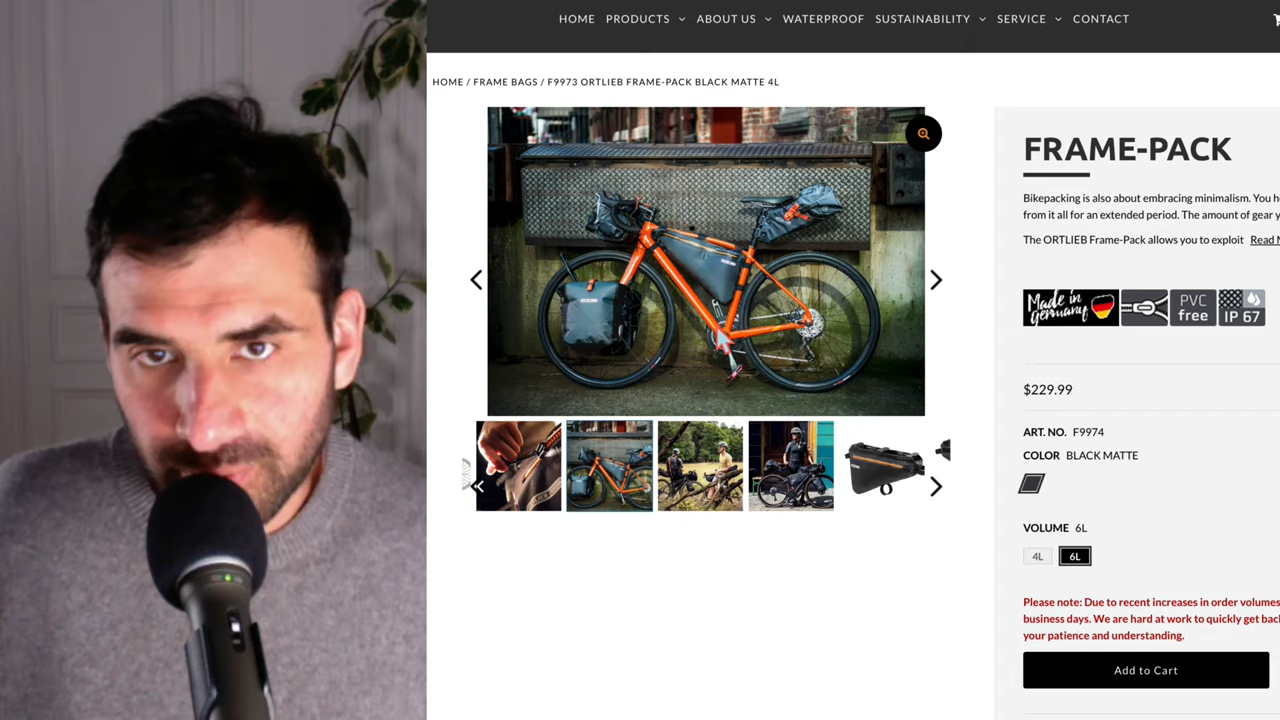 HOME PRODUCTS ABOUT US WATERPROOF SUSTAINABILITY SERVICE CONTACT
HOME / FRAME BAGS / F9973 ORTLIEB FRAME-PACK BLACK MATTE 4L
FRAME-PACK
Bikepacking is also about embracing minimalism. You
from it all for an extended period. The amount of gear
The ORTLIEB Frame-Pack allows you to exploit Read
Made in Germany
PVC free
IP 67
$229.99
ART. NO. F9974
COLOR BLACK MATTE
VOLUME 6L
4L 6L
Please note: Due to recent increases in order volumes
business days. We are hard at work to quickly get
your patience and understanding.
Add to Cart